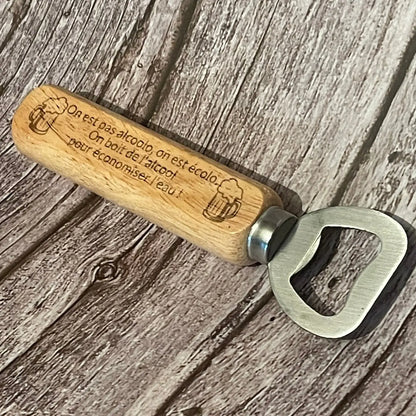 On est pas alcoolo, on est écolo.
On boit de l'alcool
pour économiser l'eau !